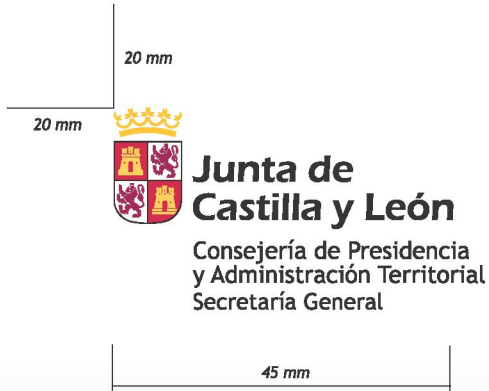 20 mm
20 mm
Junta de
Castilla y León
Consejería de Presidencia
y Administración Territorial
Secretaría General
45 mm